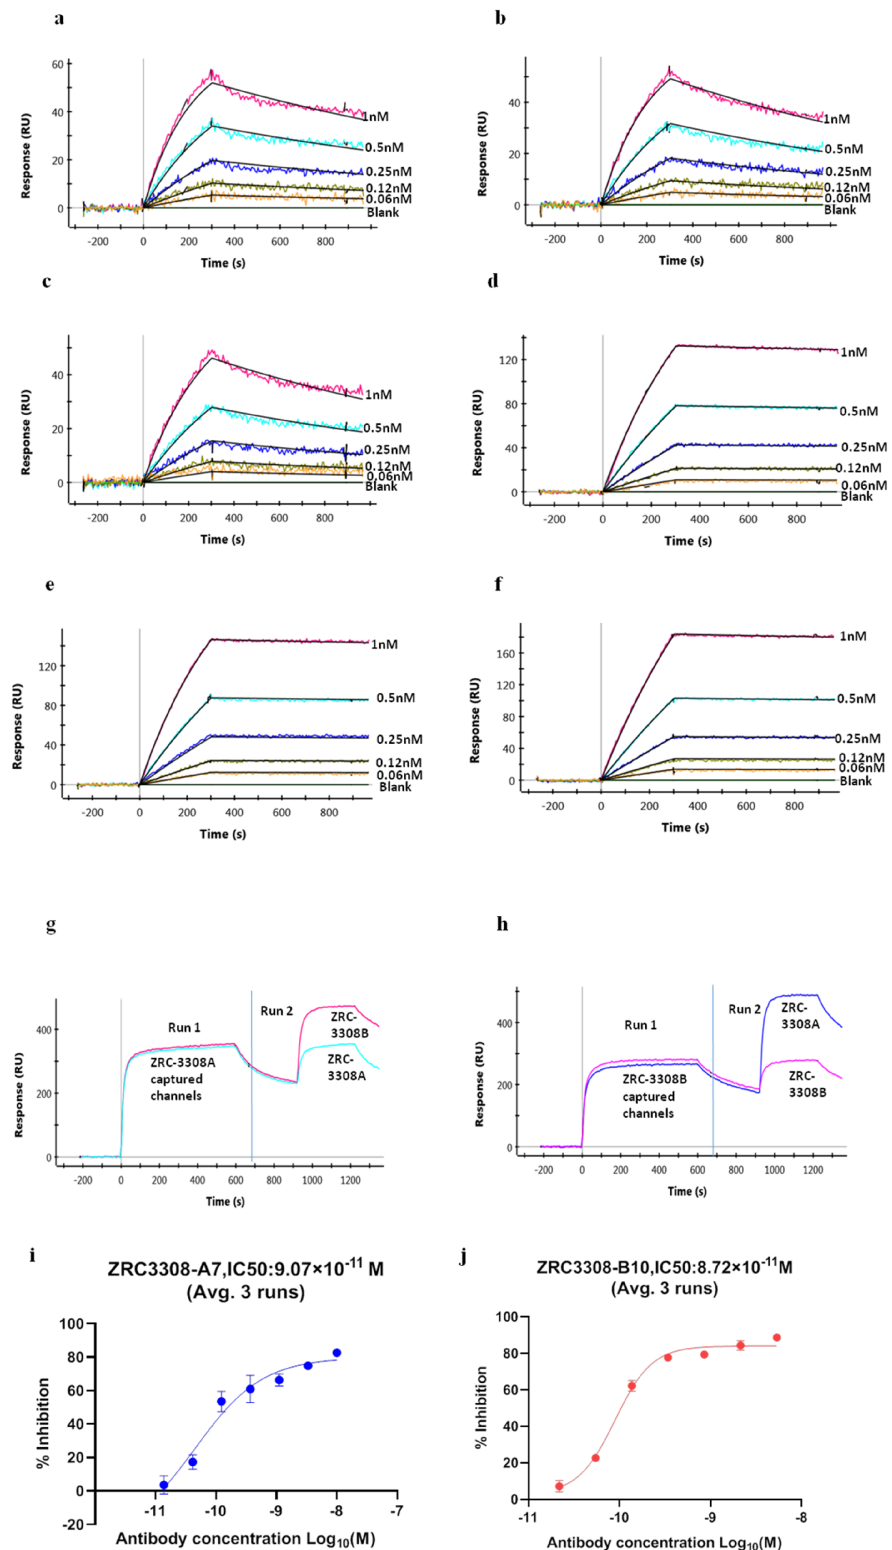 a
Response (RU)
60
40
20
0
-200 0 200 400 600 800
Time (s)
1nM
0.5nM
0.25nM
0.12nM
0.06nM
Blank
b
Response (RU)
40
20
0
-200 0 200 400 600 800
Time (s)
1nM
0.5nM
0.25nM
0.12nM
0.06nM
Blank
c
Response (RU)
40
20
0
-200 0 200 400 600 800
Time (s)
1nM
0.5nM
0.25nM
0.12nM
0.06nM
Blank
d
Response (RU)
120
80
40
0
-200 0 200 400 600 800
Time (s)
1nM
0.5nM
0.25nM
0.12nM
0.06nM
Blank
e
Response (RU)
120
80
40
0
-200 0 200 400 600 800
Time (s)
1nM
0.5nM
0.25nM
0.12nM
0.06nM
Blank
f
Response (RU)
160
120
80
40
0
-200 0 200 400 600 800
Time (s)
1nM
0.5nM
0.25nM
0.12nM
0.06nM
Blank
g
Response (RU)
400
200
0
-200 0 200 400 600 800 1000 1200
Time (s)
Run 1
Run 2
ZRC-3308A
captured
channels
ZRC-
3308B
ZRC-
3308A
h
Response (RU)
400
200
0
-200 0 200 400 600 800 1000 1200
Time (s)
Run 1
Run 2
ZRC-3308B
captured
channels
ZRC-
3308A
ZRC-
3308B
i
ZRC3308-A7,IC50:9.07×10⁻¹¹ M
(Avg. 3 runs)
% Inhibition
100
80
60
40
20
0
-20
-11 -10 -9 -8 -7
Antibody concentration Log₁₀(M)
j
ZRC3308-B10,IC50:8.72×10⁻¹¹M
(Avg. 3 runs)
% Inhibition
100
80
60
40
20
0
-11 -10 -9 -8
Antibody concentration Log₁₀(M)